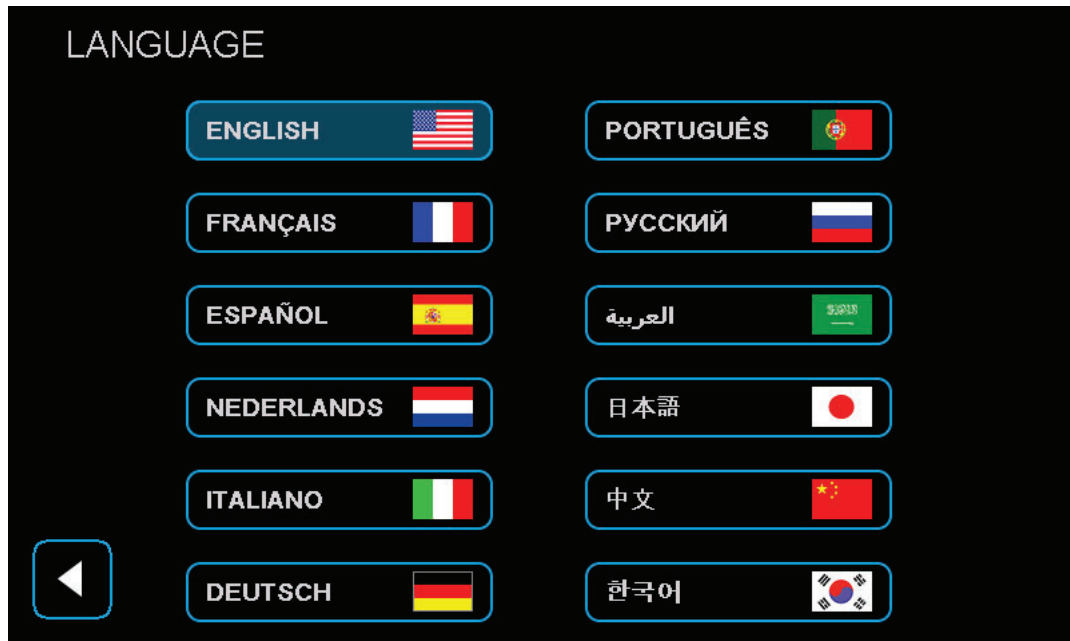 LANGUAGE
ENGLISH
FRANÇAIS
ESPAÑOL
NEDERLANDS
ITALIANO
DEUTSCH
PORTUGUÊS
РУССКИЙ
العربية
日本語
中文
한국어